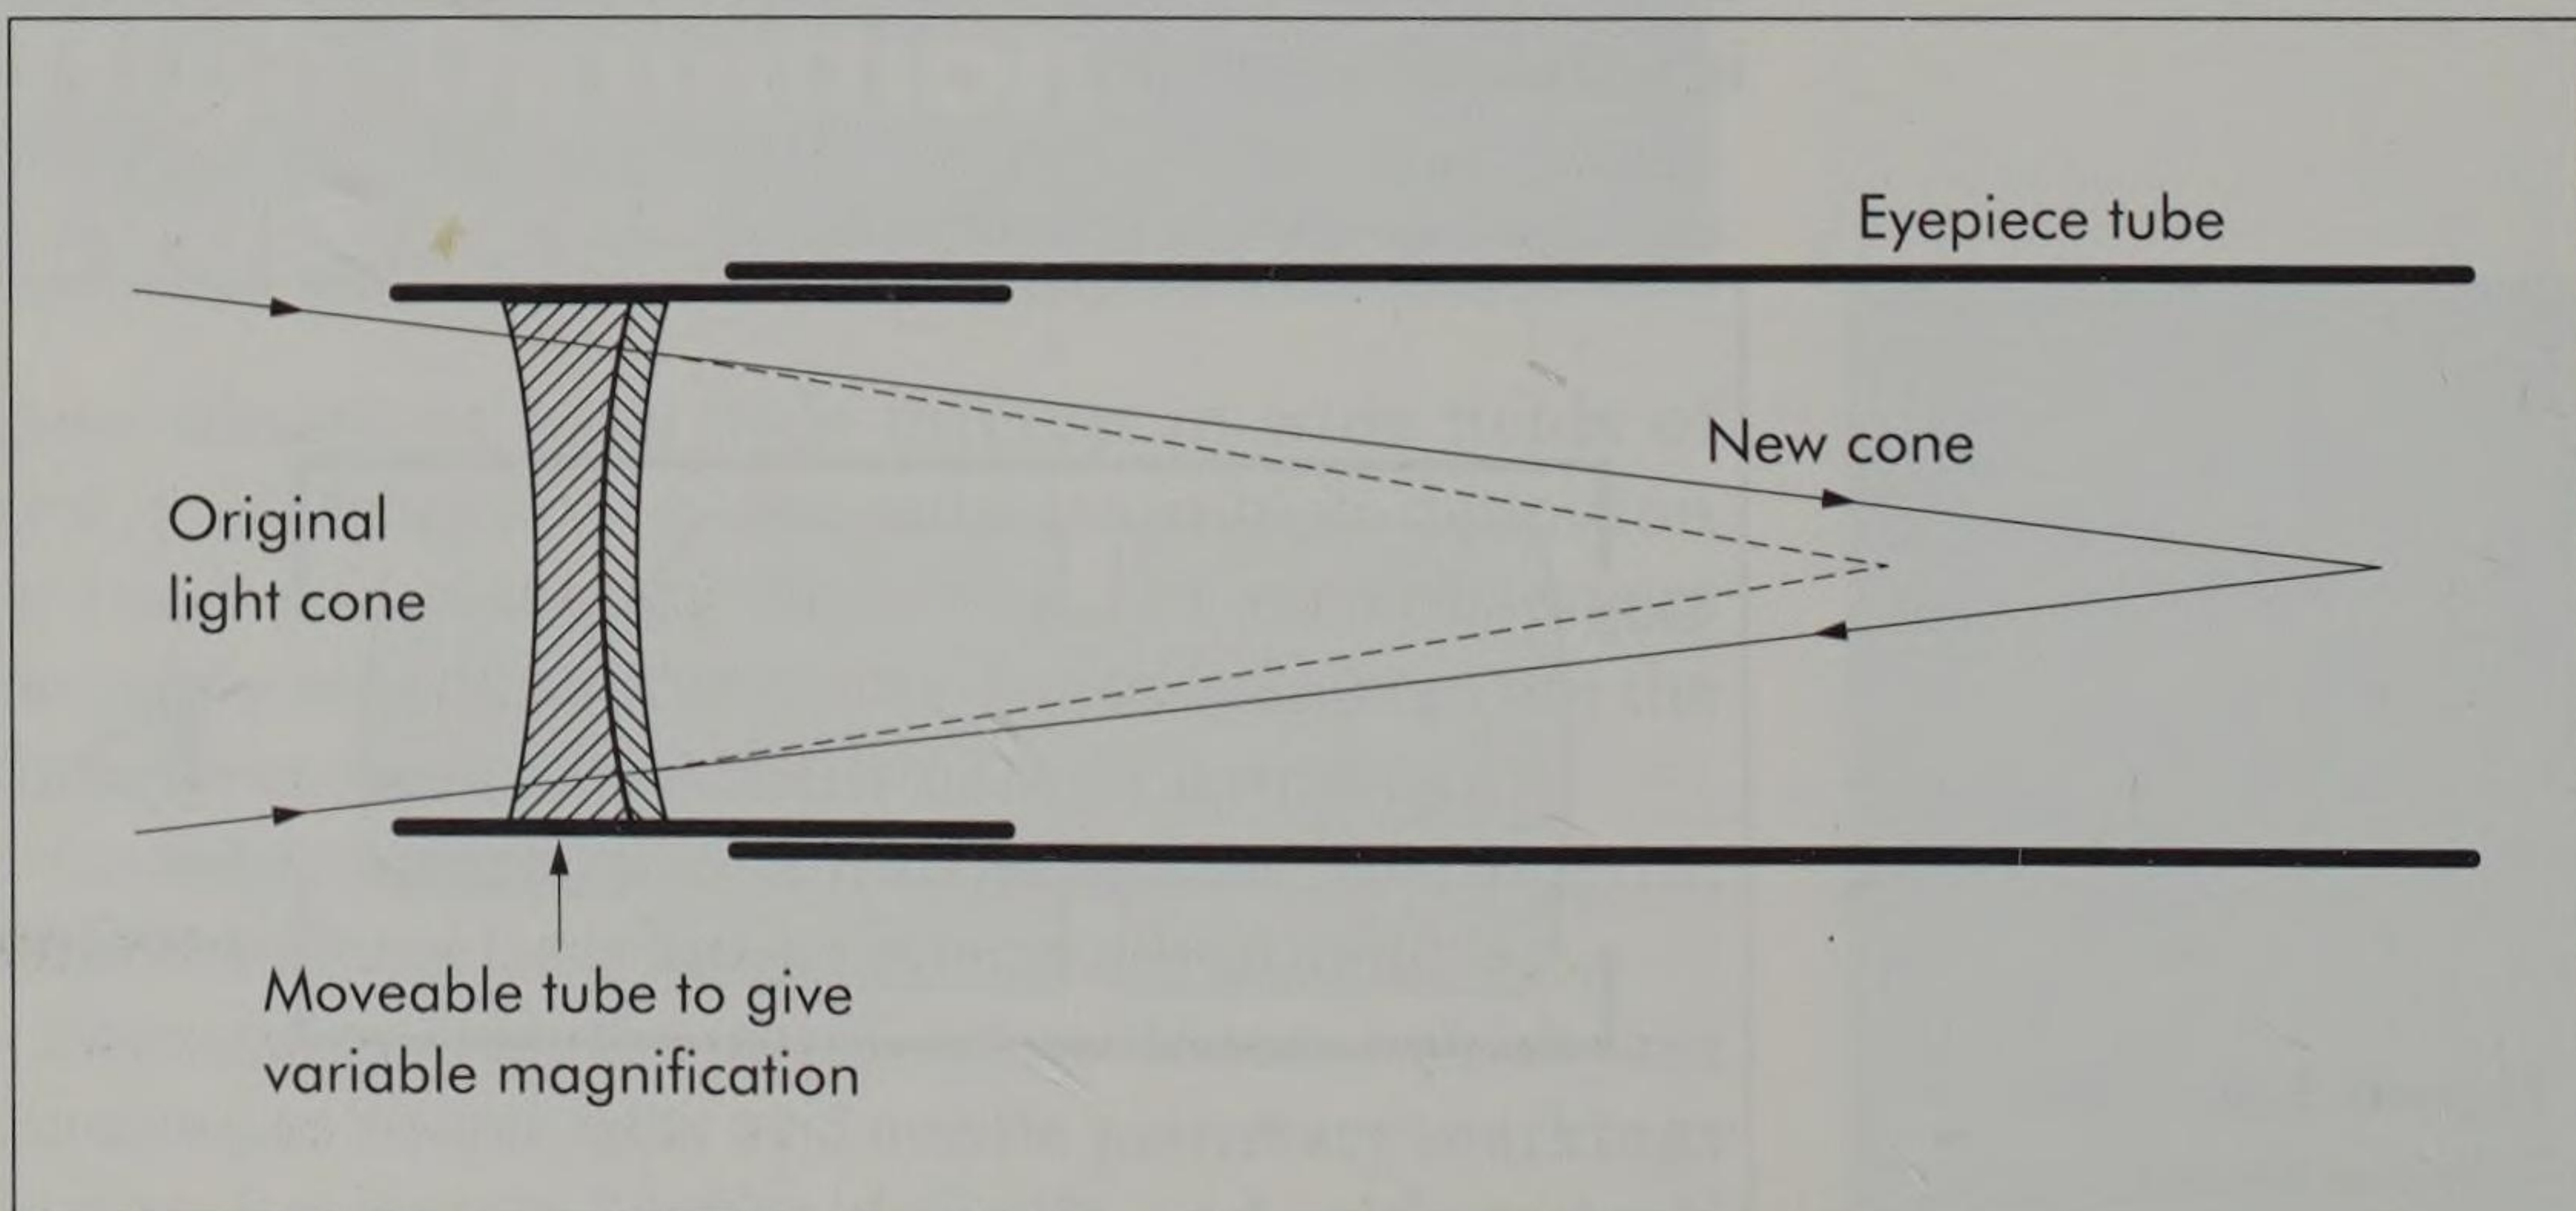 Eyepiece tube
New cone
Original
light cone
Moveable tube to give
variable magnification